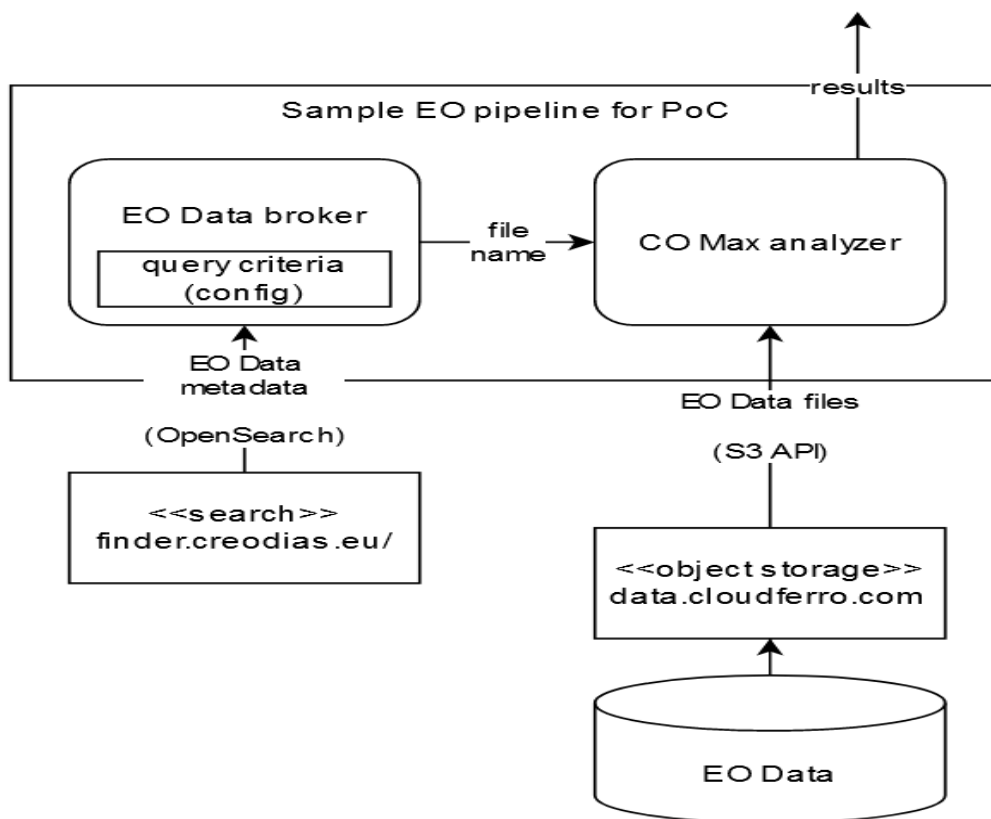 results
Sample EO pipeline for PoC
EO Data broker
query criteria
(config)
file
name
CO Max analyzer
EO Data
metadata
(OpenSearch)
EO Data files
(S3 API)
<<search>>
finder.creodias.eu/
<<object storage>>
data.cloudferro.com
EO Data